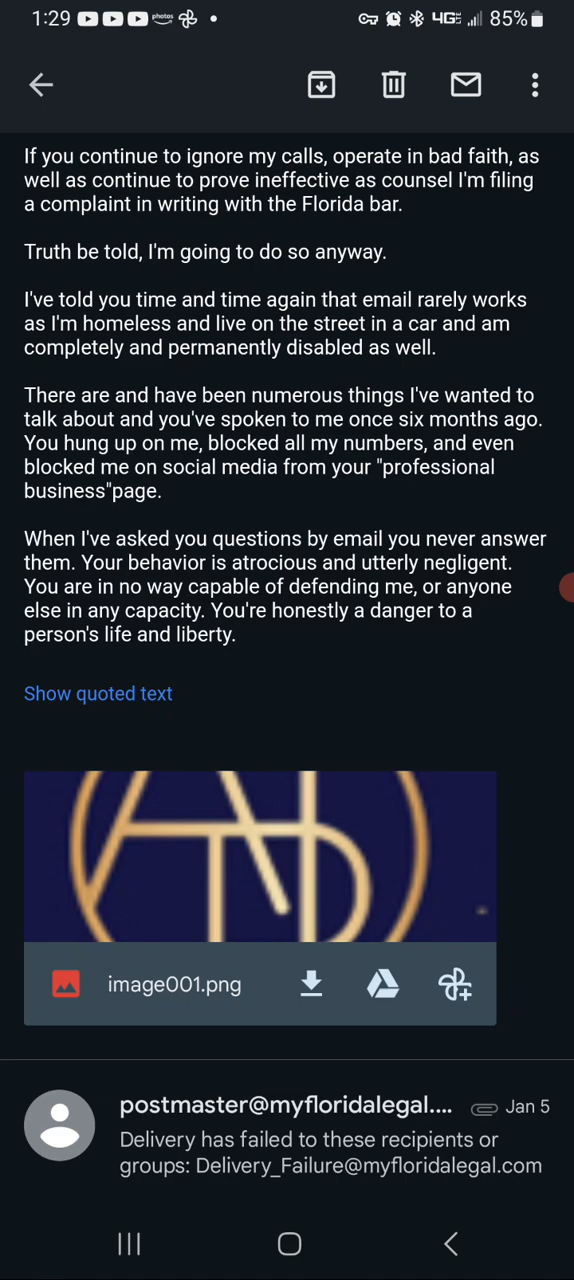 1:29 photos 4GE 85%
If you continue to ignore my calls, operate in bad faith, as
well as continue to prove ineffective as counsel I'm filing
a complaint in writing with the Florida bar.
Truth be told, I'm going to do so anyway.
I've told you time and time again that email rarely works
as I'm homeless and live on the street in a car and am
completely and permanently disabled as well.
There are and have been numerous things I've wanted to
talk about and you've spoken to me once six months ago.
You hung up on me, blocked all my numbers, and even
blocked me on social media from your "professional
business"page.
When I've asked you questions by email you never answer
them. Your behavior is atrocious and utterly negligent.
You are in no way capable of defending me, or anyone
else in any capacity. You're honestly a danger to a
person's life and liberty.
Show quoted text
image001.png
postmaster@myfloridalegal.... Jan 5
Delivery has failed to these recipients or
groups: Delivery_Failure@myfloridalegal.com